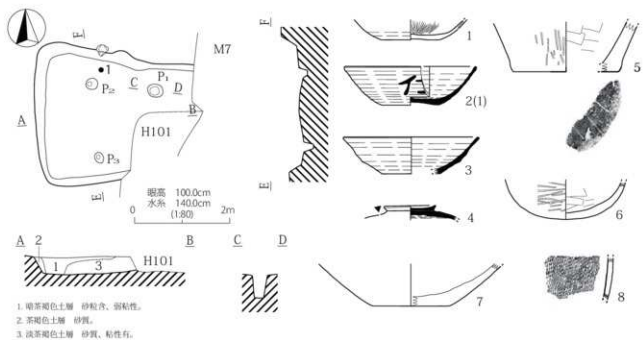 E
M7
1
P₂
C
P₁
D
A
B
H101
P₃
E
眼高 100.0cm
水糸 140.0cm
(1:80)
0
2m
A
2
1
3
H101
B
C
D
1. 暗茶褐色土層 砂粘含、弱粘性。
2. 茶褐色土層 砂質。
3. 淡茶褐色土層 砂質、粘性有。
E
E
1
2(1)
3
4
5
6
7
8